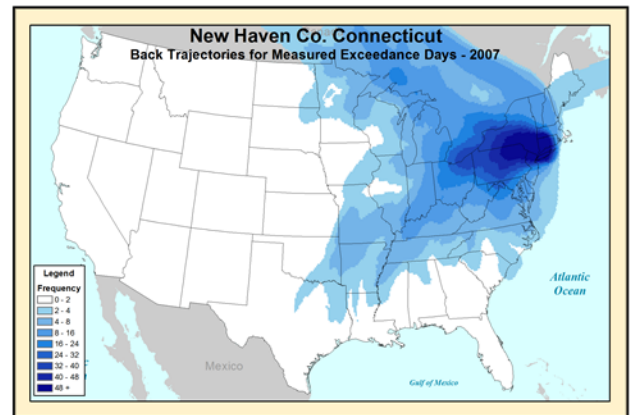 New Haven Co. Connecticut
Back Trajectories for Measured Exceedance Days - 2007
Legend
Frequency
0 - 2
2 - 4
4 - 8
8 - 16
16 - 24
24 - 32
32 - 40
40 - 48
48 +
Atlantic
Ocean
Mexico
Gulf of Mexico